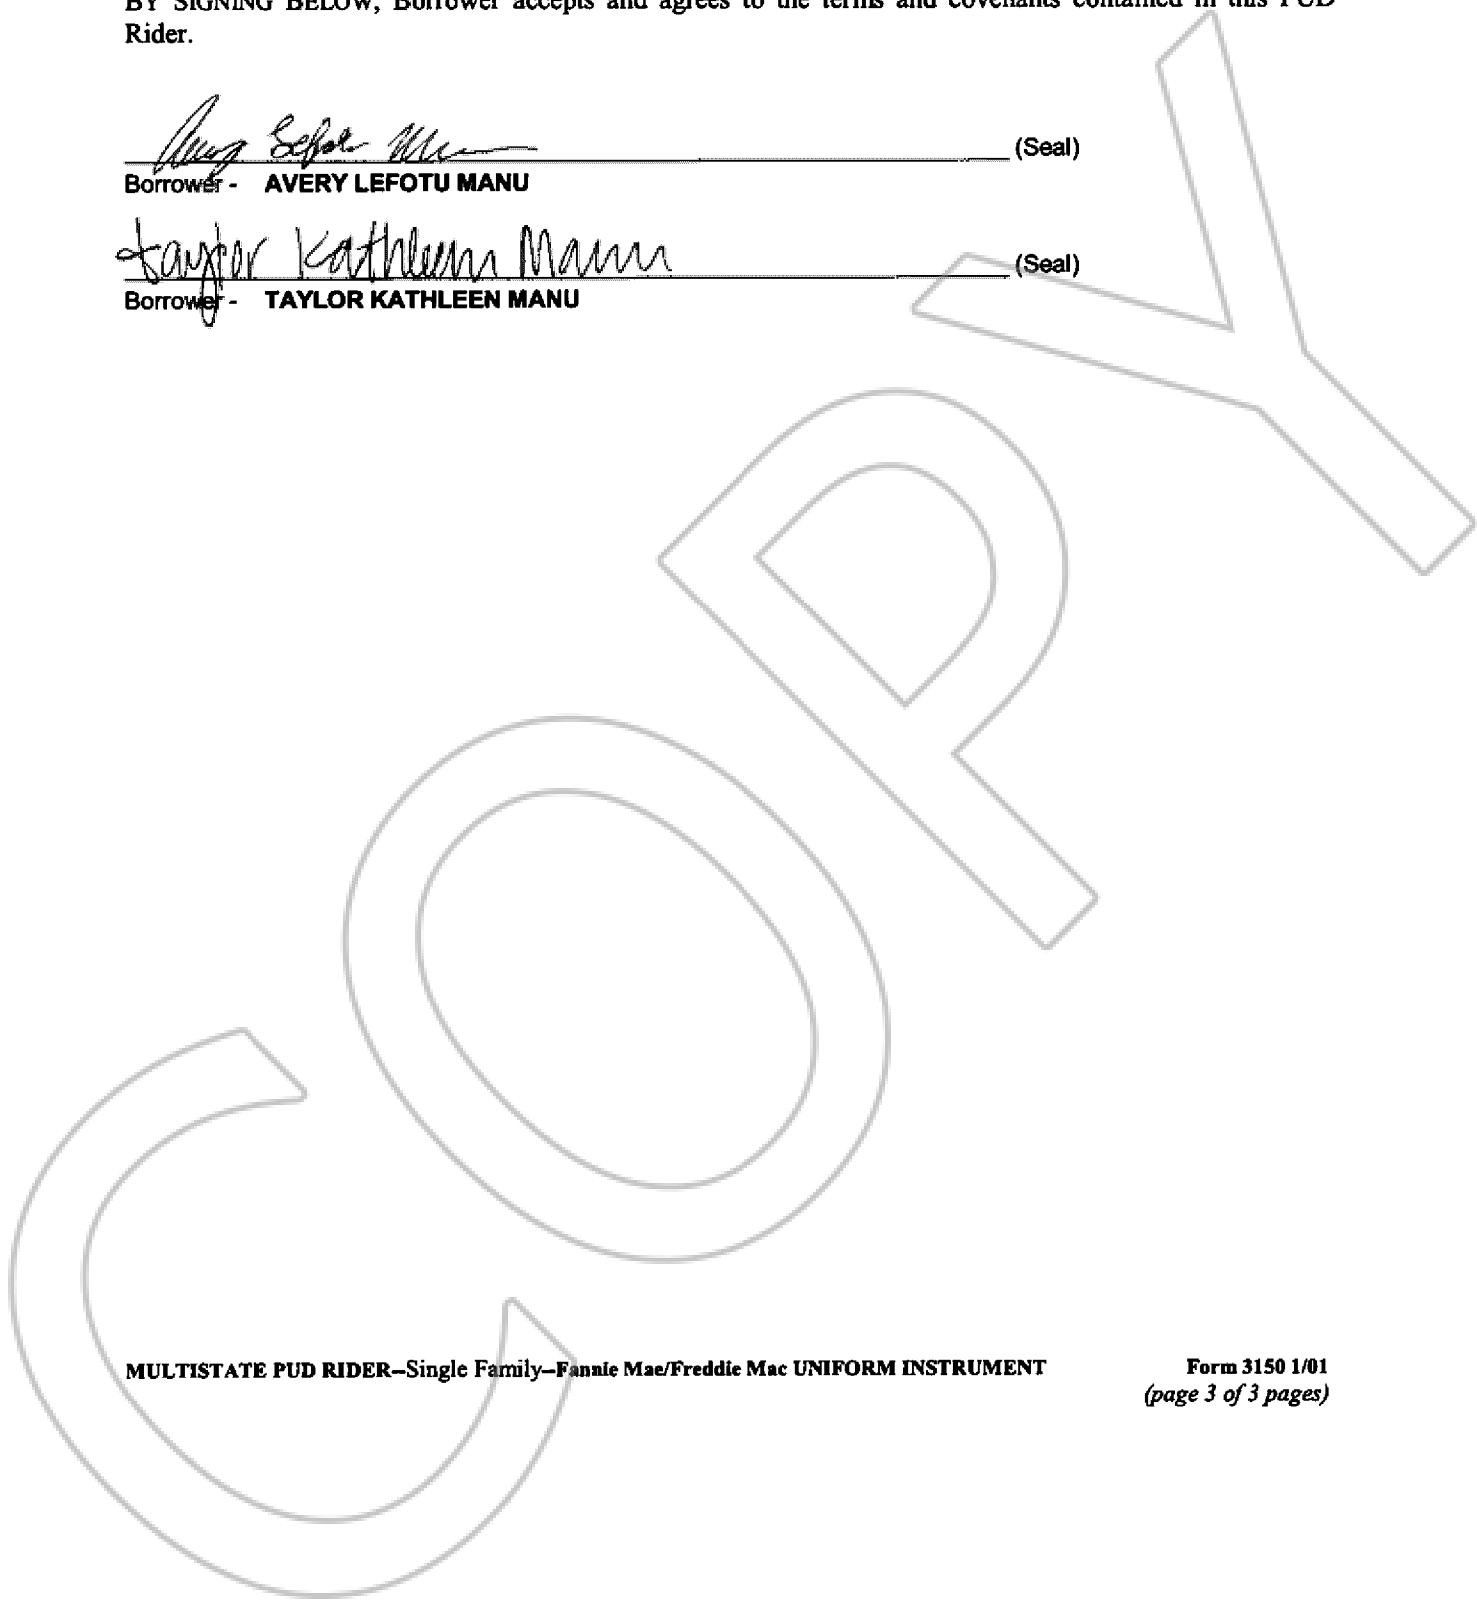 BY SIGNING BELOW, Borrower accepts and agrees to the terms and covenants contained in this PUD
Rider.
(Seal)
Borrower - AVERY LEFOTU MANU
Taylor Kathleen Manu (Seal)
Borrower - TAYLOR KATHLEEN MANU
COPY
MULTISTATE PUD RIDER--Single Family--Fannie Mae/Freddie Mac UNIFORM INSTRUMENT Form 3150 1/01
(page 3 of 3 pages)